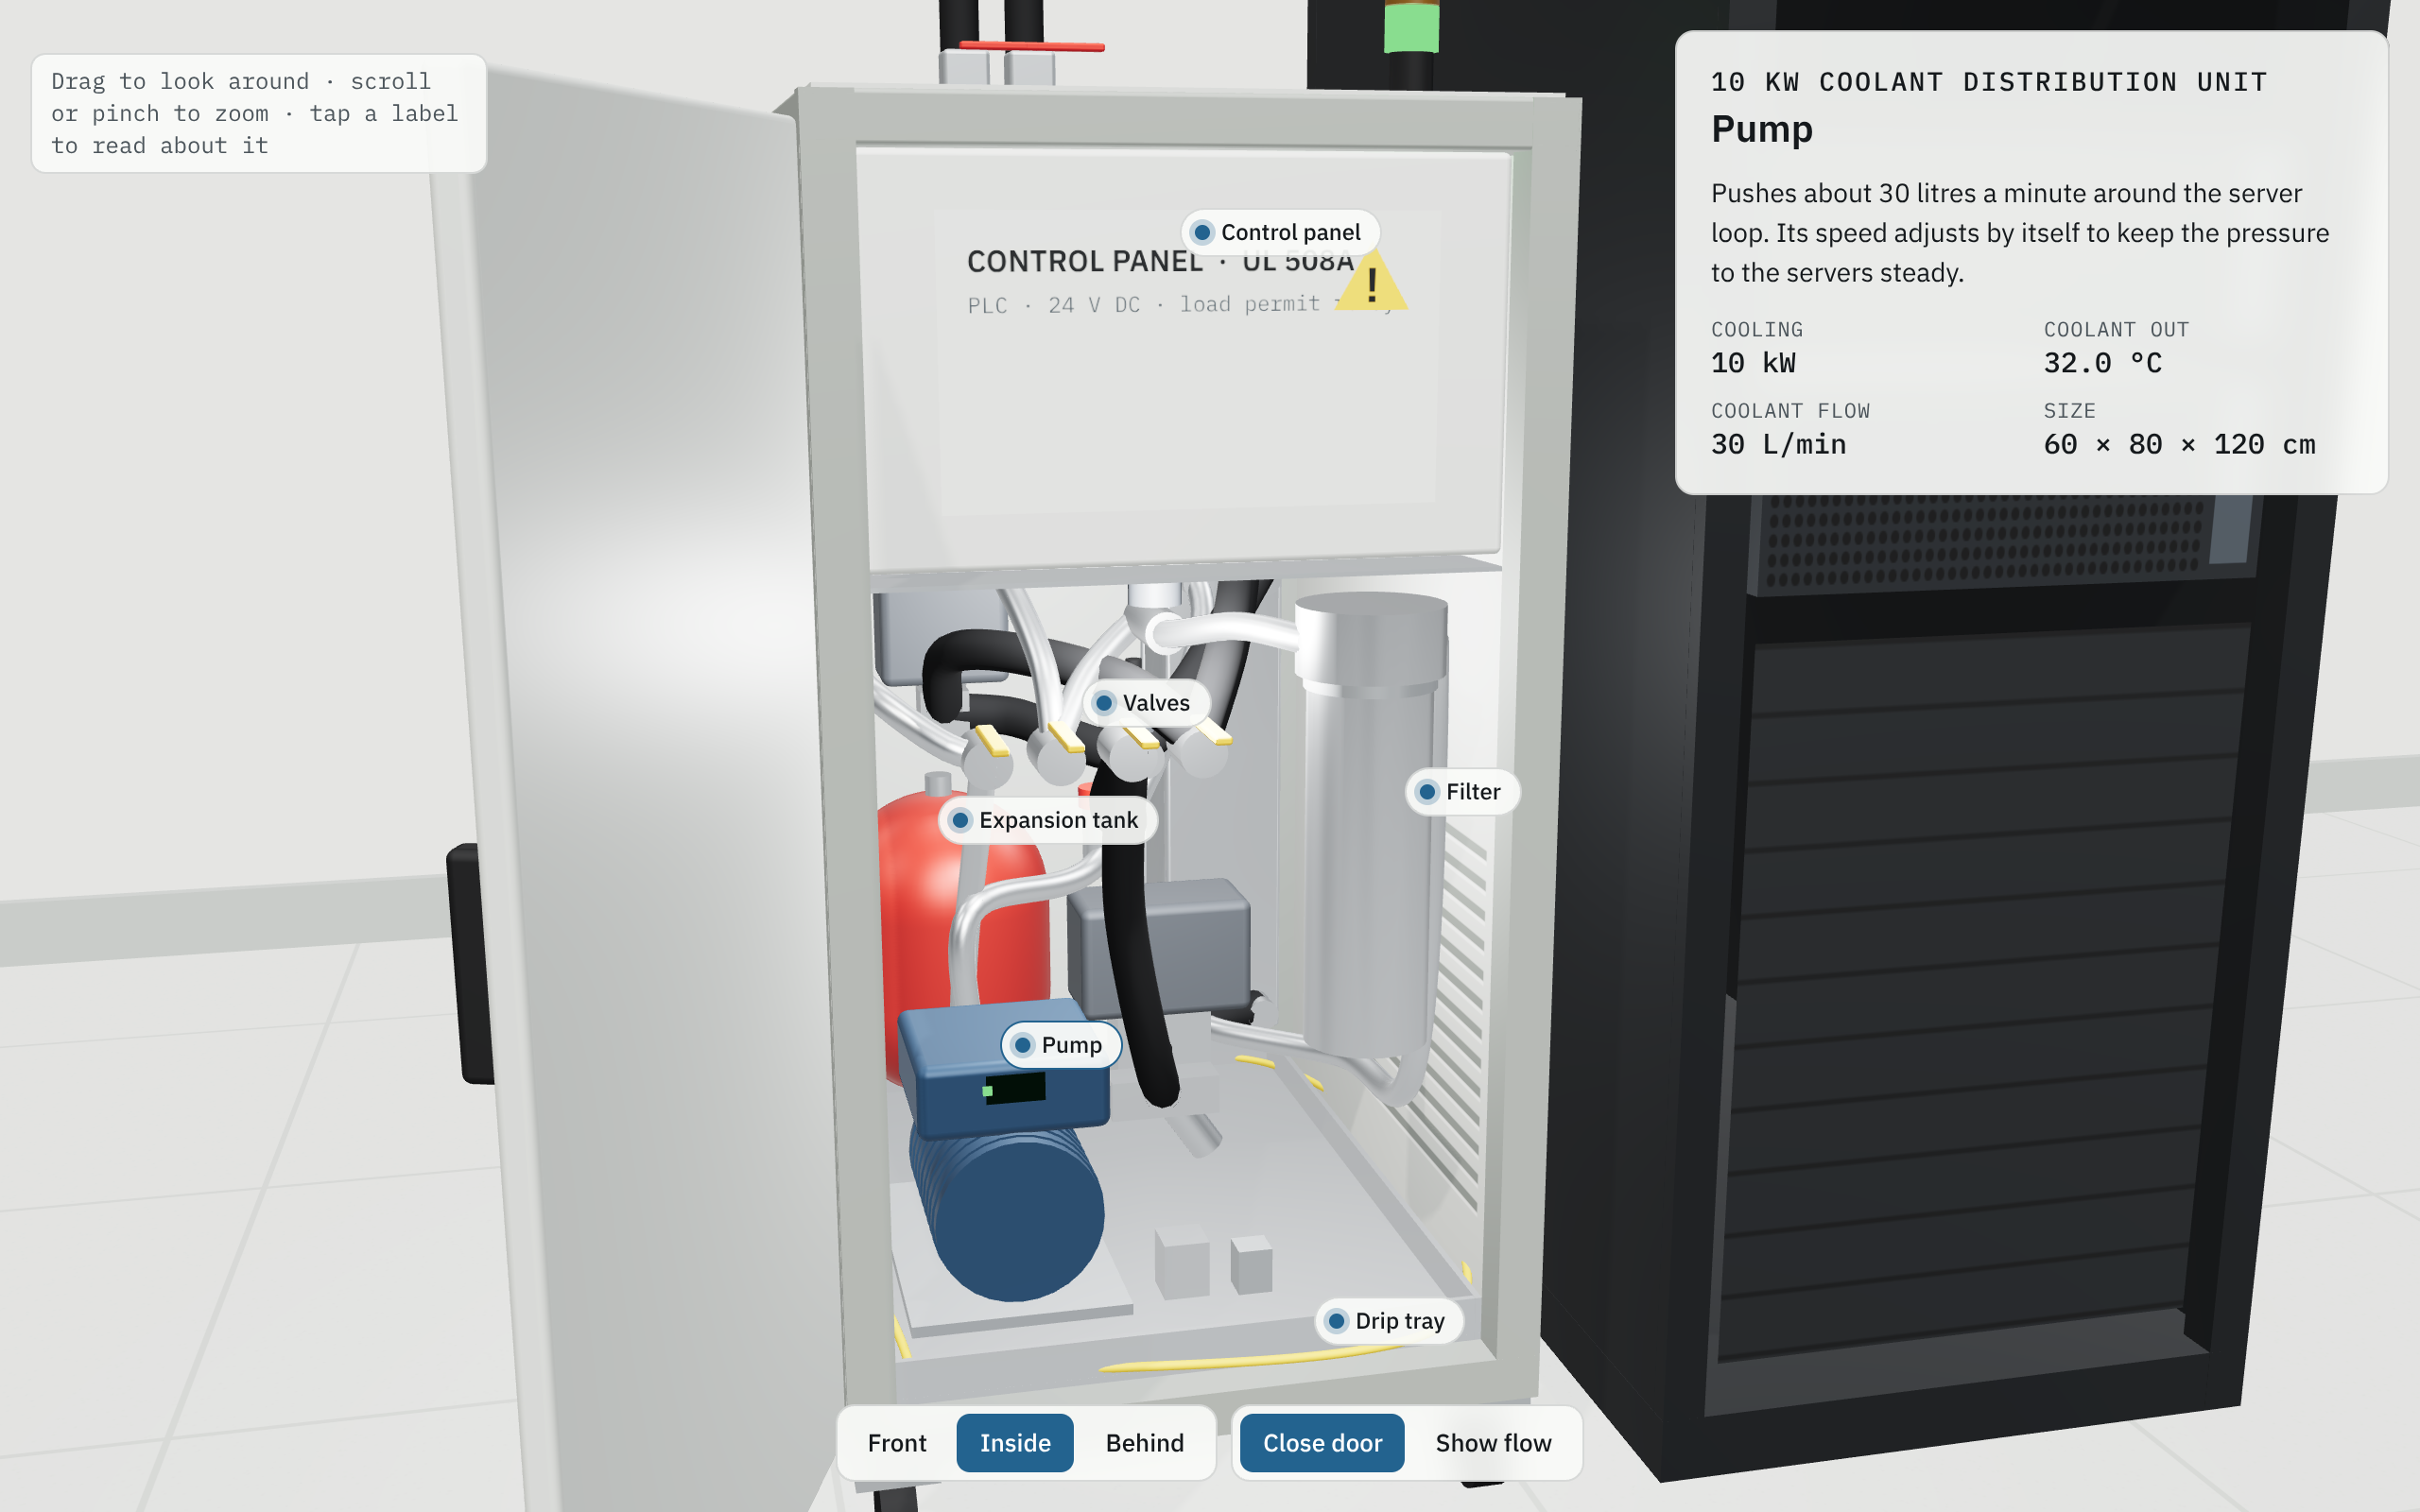 Drag to look around · scroll
or pinch to zoom · tap a label
to read about it
10 KW COOLANT DISTRIBUTION UNIT
Pump
Pushes about 30 litres a minute around the server
loop. Its speed adjusts by itself to keep the pressure
to the servers steady.
COOLING
10 kW
COOLANT OUT
32.0 °C
COOLANT FLOW
30 L/min
SIZE
60 × 80 × 120 cm
Control panel
CONTROL PANEL · UL 508A
!
PLC · 24 V DC · load permit
Valves
Filter
Expansion tank
Pump
Drip tray
Front
Inside
Behind
Close door
Show flow